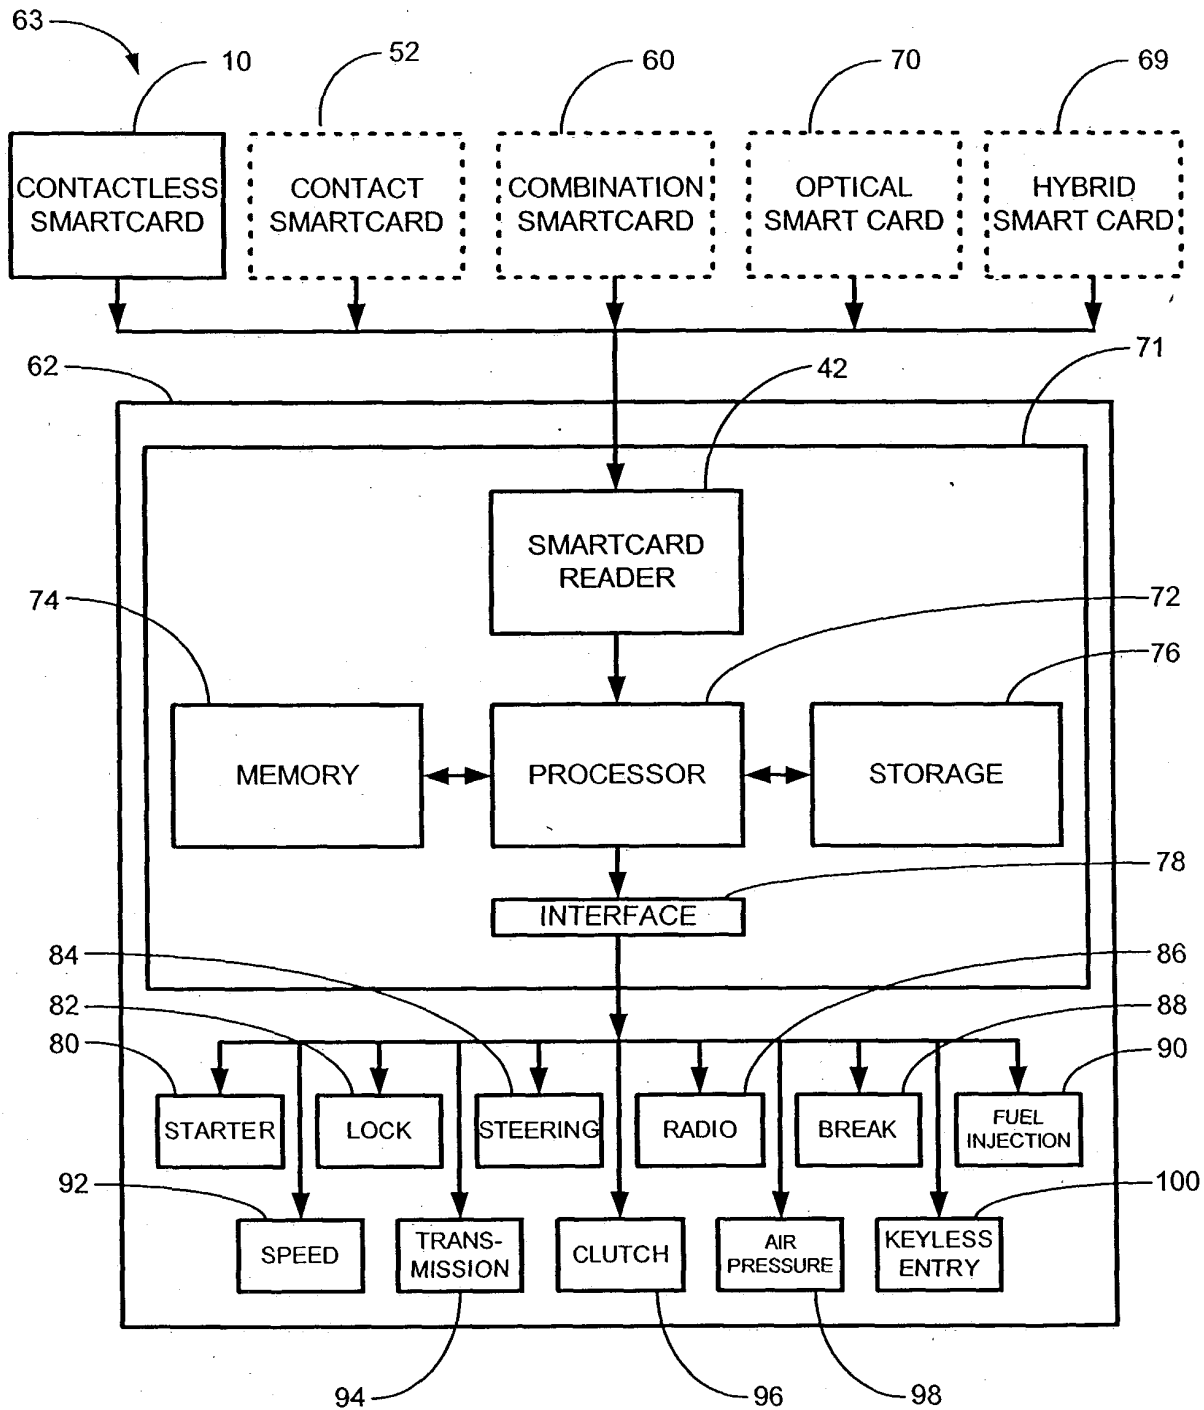 63
10
52
60
70
69
CONTACTLESS
SMARTCARD
CONTACT
SMARTCARD
COMBINATION
SMARTCARD
OPTICAL
SMART CARD
HYBRID
SMART CARD
62
42
71
SMARTCARD
READER
74
72
76
MEMORY
PROCESSOR
STORAGE
78
INTERFACE
84
86
82
88
80
90
STARTER
LOCK
STEERING
RADIO
BREAK
FUEL
INJECTION
92
100
SPEED
TRANS-
MISSION
CLUTCH
AIR
PRESSURE
KEYLESS
ENTRY
94
96
98